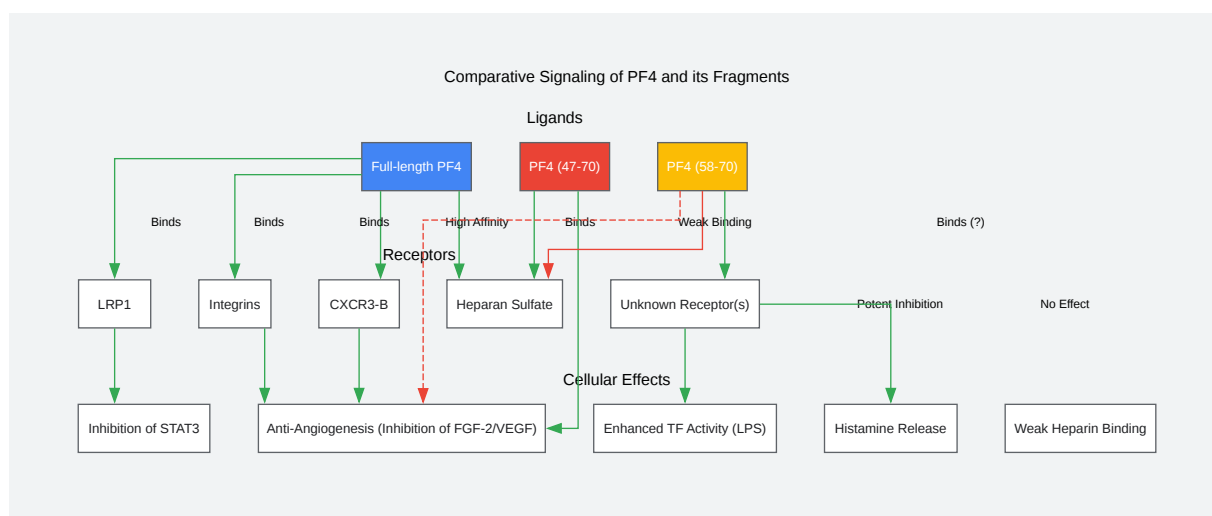 Comparative Signaling of PF4 and its Fragments
Ligands
Full-length PF4
PF4 (47-70)
PF4 (58-70)
Binds
Binds
Binds
High Affinity
Binds
Weak Binding
Binds (?)
Receptors
LRP1
Integrins
CXCR3-B
Heparan Sulfate
Unknown Receptor(s)
Potent Inhibition
No Effect
Cellular Effects
Inhibition of STAT3
Anti-Angiogenesis (Inhibition of FGF-2/VEGF)
Enhanced TF Activity (LPS)
Histamine Release
Weak Heparin Binding